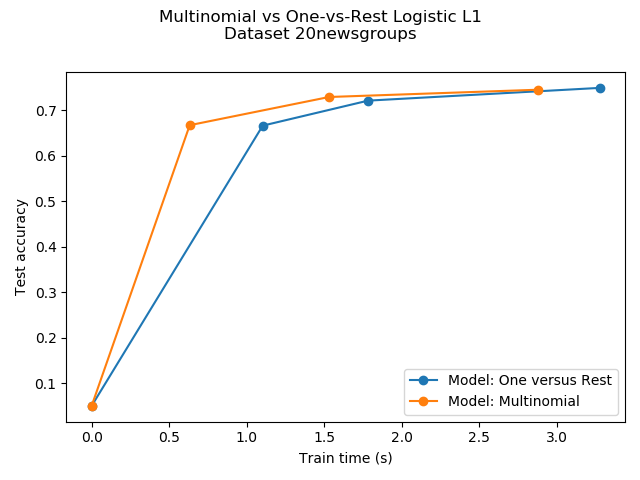 Multinomial vs One-vs-Rest Logistic L1
Dataset 20newsgroups
0.7
0.6
0.5
0.4
0.3
0.2
0.1
Test accuracy
Model: One versus Rest
Model: Multinomial
0.0 0.5 1.0 1.5 2.0 2.5 3.0
Train time (s)